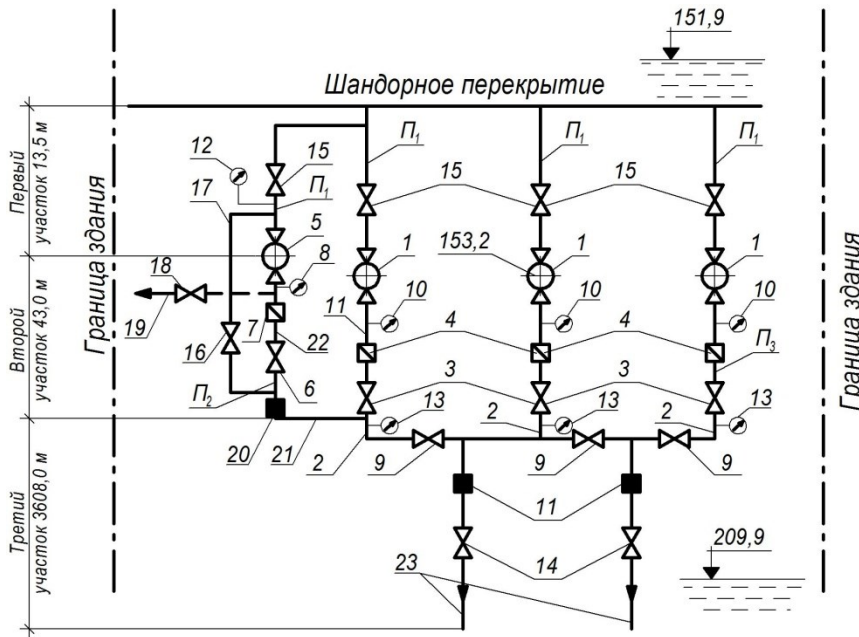 151,9
Шандорное перекрытие
Граница здания
Первый
участок 13,5 м
Второй
участок 43,0 м
Третий
участок 3608,0 м
12
15
П₁
П₁
П₁
П₁
17
15
15
5
8
1
153,2
1
1
18
10
10
10
19
7
11
4
4
16
22
П₃
6
3
3
П₂
13
13
13
20
21
2
2
2
9
9
9
11
14
209,9
23
Граница здания